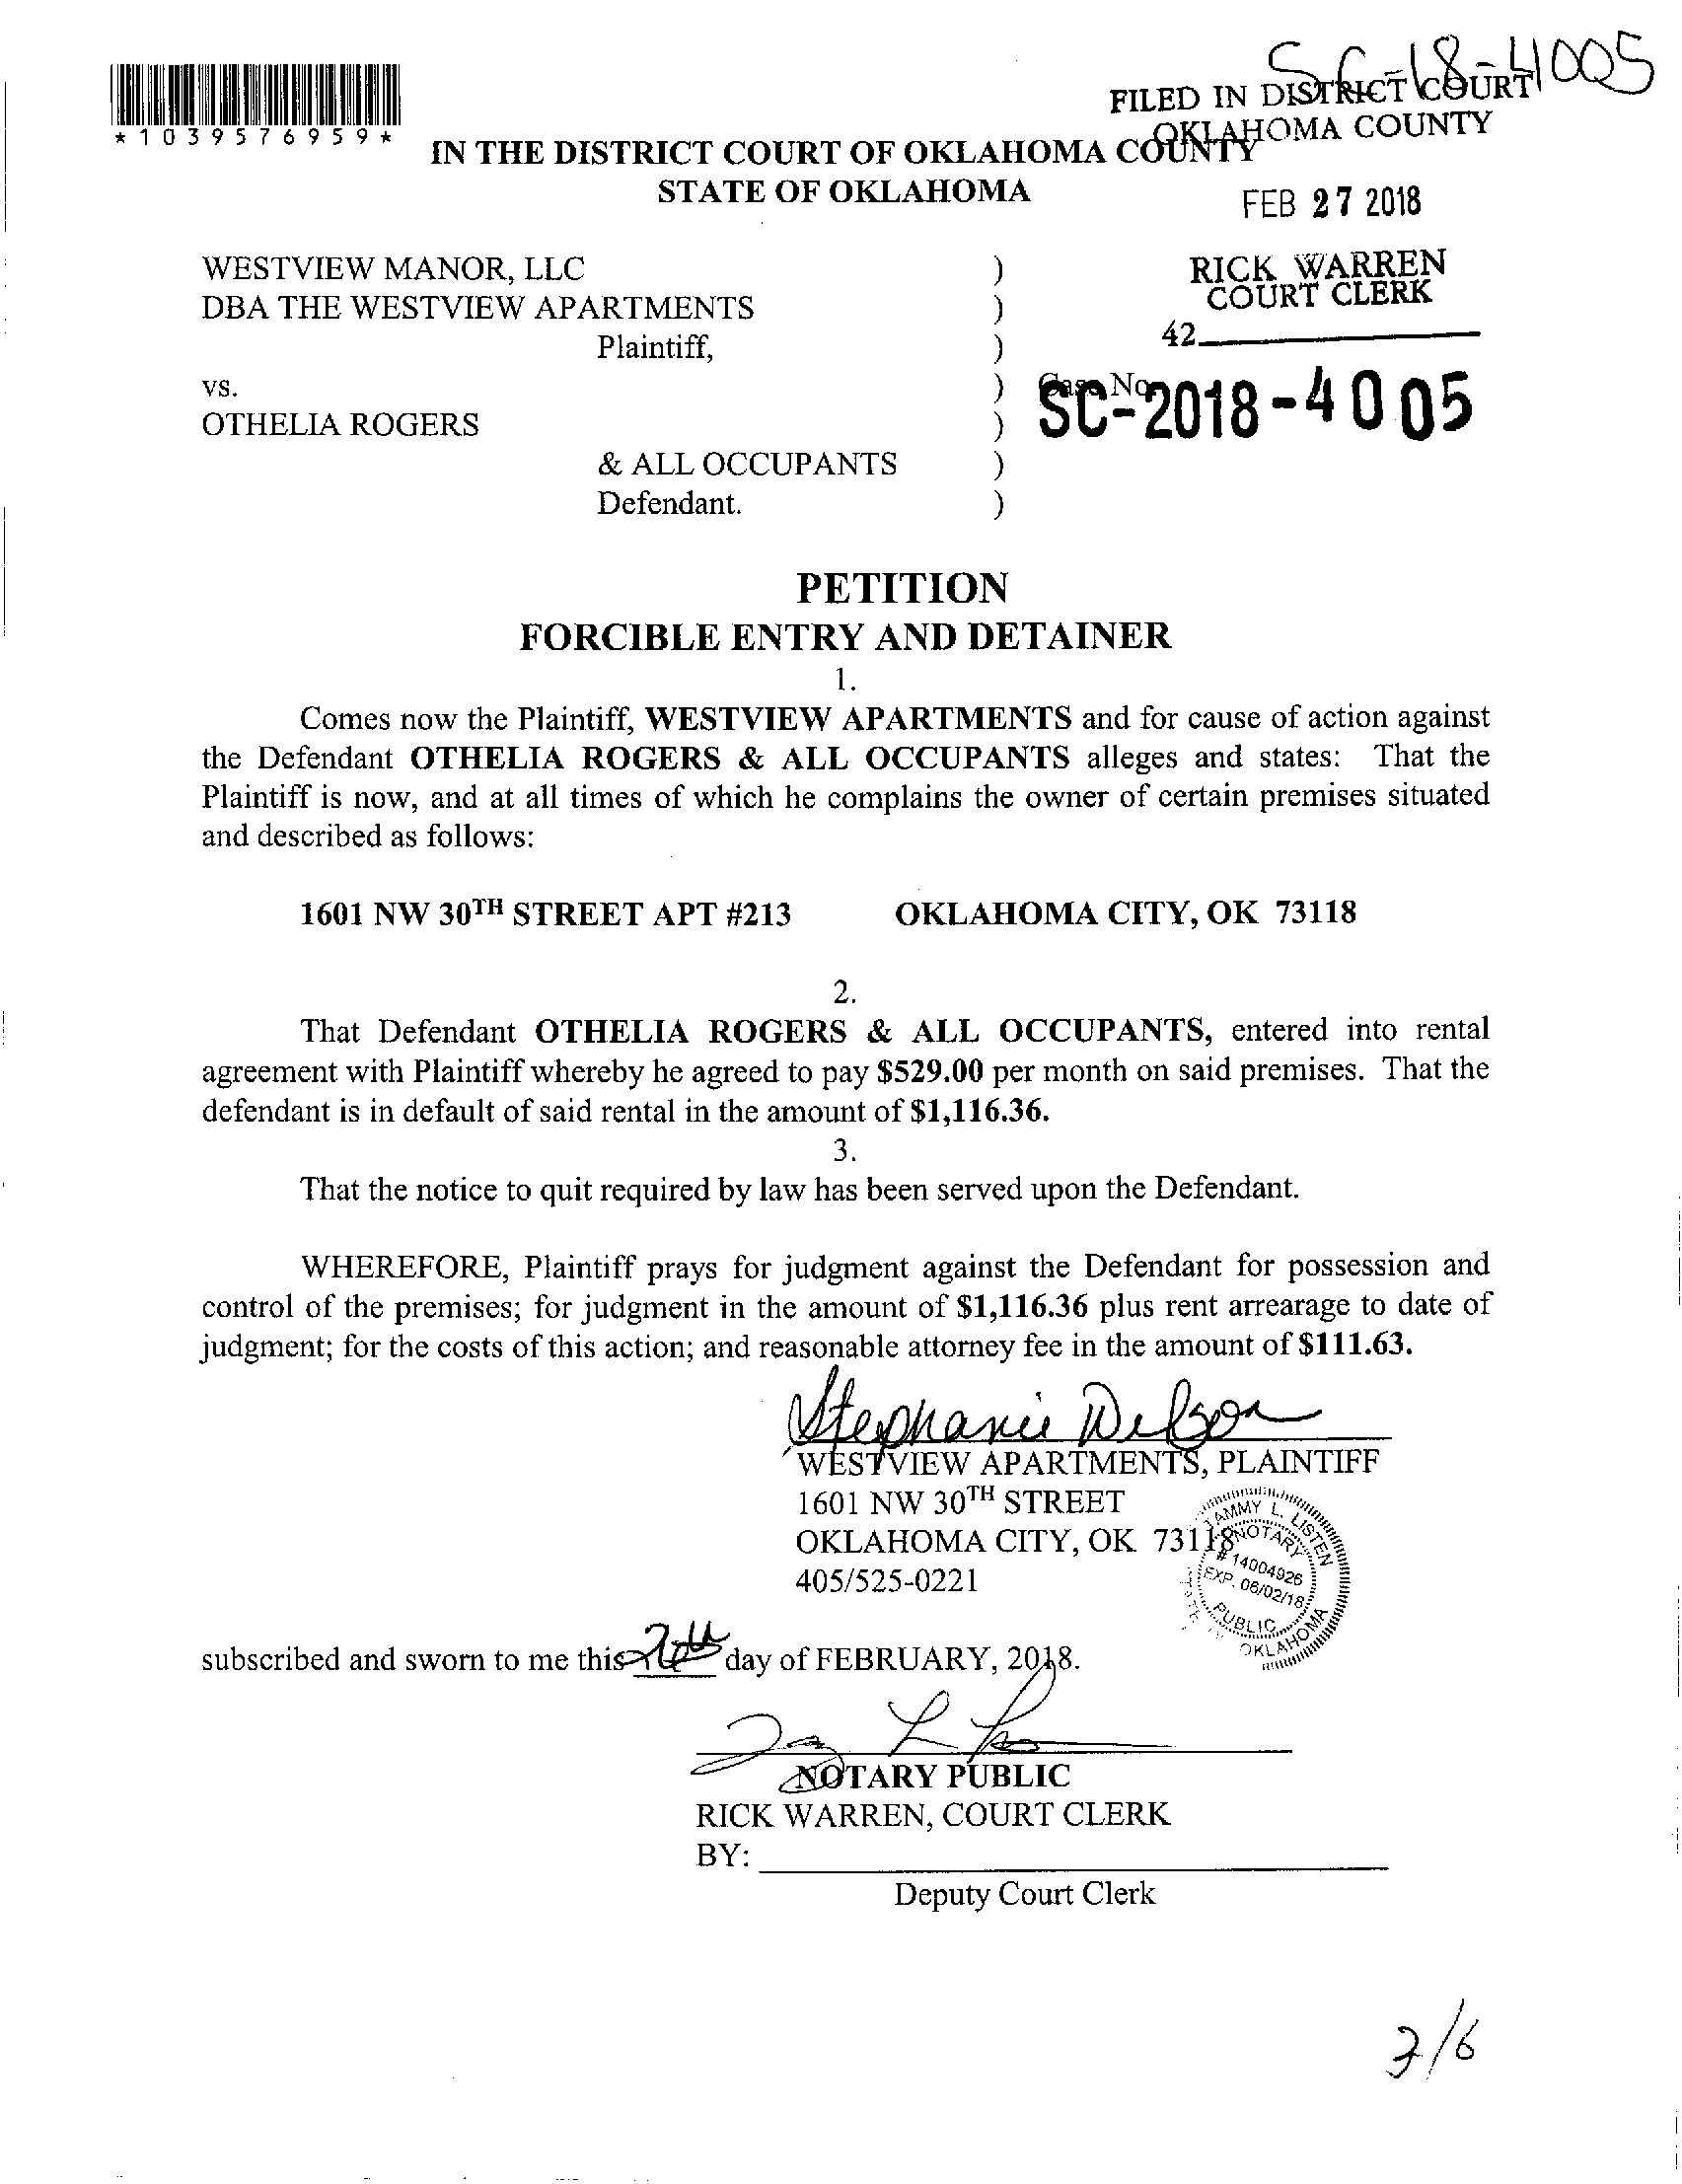 SC-18-4005
FILED IN DISTRICT COURT
OKLAHOMA COUNTY
*1039576959*
IN THE DISTRICT COURT OF OKLAHOMA COUNTY
STATE OF OKLAHOMA
FEB 27 2018
WESTVIEW MANOR, LLC )
RICK WARREN
COURT CLERK
DBA THE WESTVIEW APARTMENTS )
42
Plaintiff, )
vs. ) Case No.
SC-2018-4005
OTHELIA ROGERS )
& ALL OCCUPANTS )
Defendant. )
PETITION
FORCIBLE ENTRY AND DETAINER
1.
Comes now the Plaintiff, WESTVIEW APARTMENTS and for cause of action against
the Defendant OTHELIA ROGERS & ALL OCCUPANTS alleges and states: That the
Plaintiff is now, and at all times of which he complains the owner of certain premises situated
and described as follows:
1601 NW 30TH STREET APT #213 OKLAHOMA CITY, OK 73118
2.
That Defendant OTHELIA ROGERS & ALL OCCUPANTS, entered into rental
agreement with Plaintiff whereby he agreed to pay $529.00 per month on said premises. That the
defendant is in default of said rental in the amount of $1,116.36.
3.
That the notice to quit required by law has been served upon the Defendant.
WHEREFORE, Plaintiff prays for judgment against the Defendant for possession and
control of the premises; for judgment in the amount of $1,116.36 plus rent arrearage to date of
judgment; for the costs of this action; and reasonable attorney fee in the amount of $111.63.
Stephanie
WESTVIEW APARTMENTS, PLAINTIFF
1601 NW 30TH STREET
OKLAHOMA CITY, OK 73118
405/525-0221
TAMMY L. LISTEN
NOTARY
# 14004926
EXP. 06/02/18
PUBLIC
OKLAHOMA
subscribed and sworn to me this day of FEBRUARY, 2018.
NOTARY PUBLIC
RICK WARREN, COURT CLERK
BY:
Deputy Court Clerk
3/6